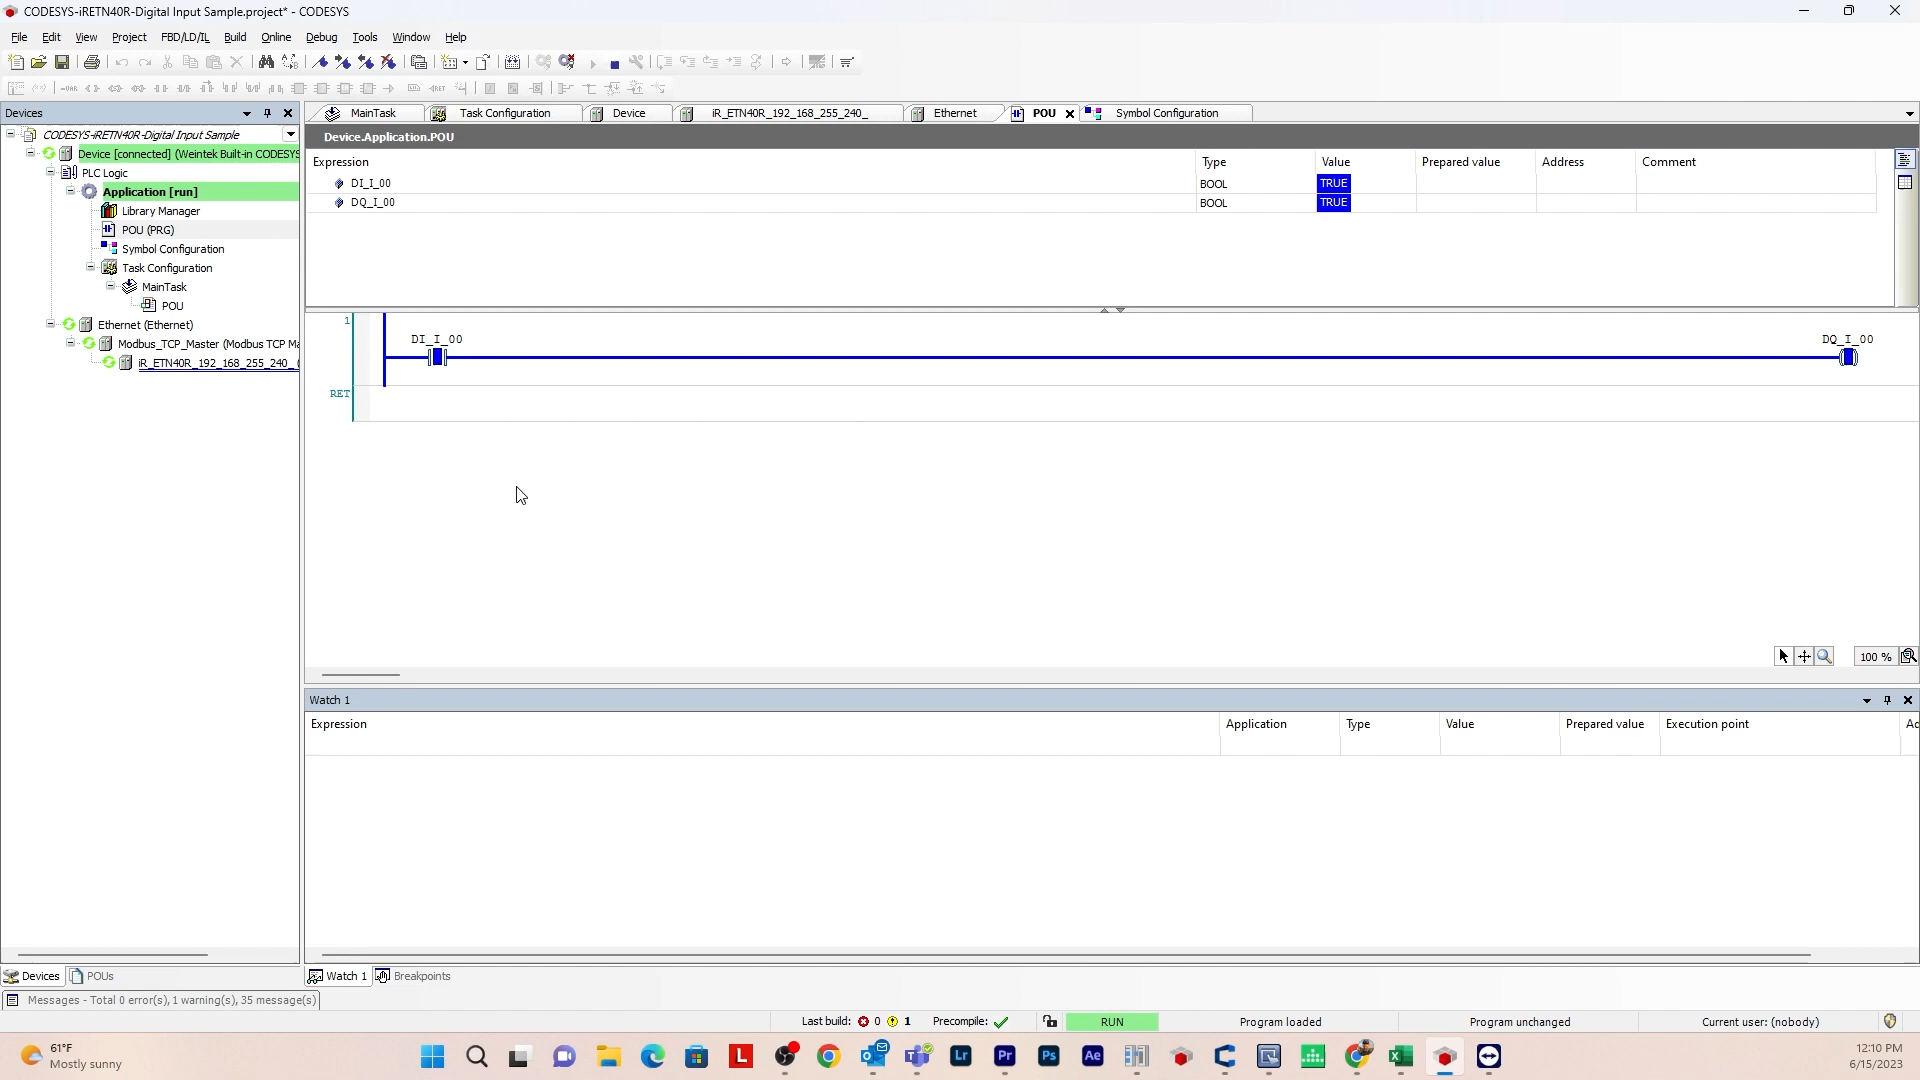 CODESYS-iRETN40R-Digital Input Sample.project* - CODESYS
File Edit View Project FBD/LD/IL Build Online Debug Tools Window Help
Devices
MainTask Task Configuration Device iR_ETN40R_192_168_255_240_ Ethernet POU Symbol Configuration
CODESYS-iRETN40R-Digital Input Sample
Device [connected] (Weintek Built-in CODESYS
PLC Logic
Application [run]
Library Manager
POU (PRG)
Symbol Configuration
Task Configuration
MainTask
POU
Ethernet (Ethernet)
Modbus_TCP_Master (Modbus TCP Ma
iR_ETN40R_192_168_255_240_ (
Device.Application.POU
Expression Type Value Prepared value Address Comment
DI_I_00 BOOL TRUE
DQ_I_00 BOOL TRUE
1
DI_I_00 DQ_I_00
RET
100 %
Watch 1
Expression Application Type Value Prepared value Execution point Ad
Devices POUs
Watch 1 Breakpoints
Messages - Total 0 error(s), 1 warning(s), 35 message(s)
Last build: 0 1 Precompile: RUN Program loaded Program unchanged Current user: (nobody)
61°F
Mostly sunny
L Lr Pr Ps Ae
12:10 PM
6/15/2023